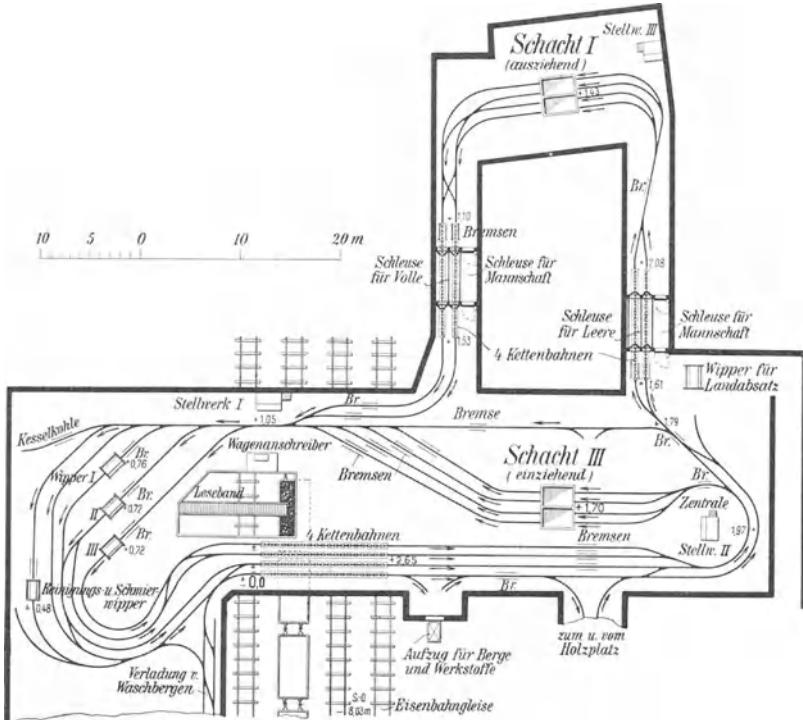 Schacht I
(ausziehend)
Stellw. III
+ 1,43
Br.
+ 1,10
Bremsen
10 5 0 10 20 m
Schleuse
für Volle
Schleuse für
Mannschaft
+ 1,53
4 Kettenbahnen
+ 2,08
Schleuse
für Leere
Schleuse für
Mannschaft
+ 1,61
Wipper für
Landabsatz
Stellwerk I
+ 1,05
Br.
Bremse
+ 1,79
Br.
Kesselkohle
Wagenanschreiber
Bremsen
Schacht III
(einziehend)
Br.
Wipper I
Br.
+ 0,76
II
Br.
+ 0,72
III
Br.
+ 0,72
Leseband
+ 1,70
Zentrale
1,97
Stellw. II
Bremsen
4 Kettenbahnen
+ 2,65
Reinigungs- u. Schmier-
wipper
+ 0,48
± 0,0
Br.
Aufzug für Berge
und Werkstoffe
zum u. vom
Holzplatz
Verladung v.
Waschbergen
S.O.
- 8,03m
Eisenbahngleise